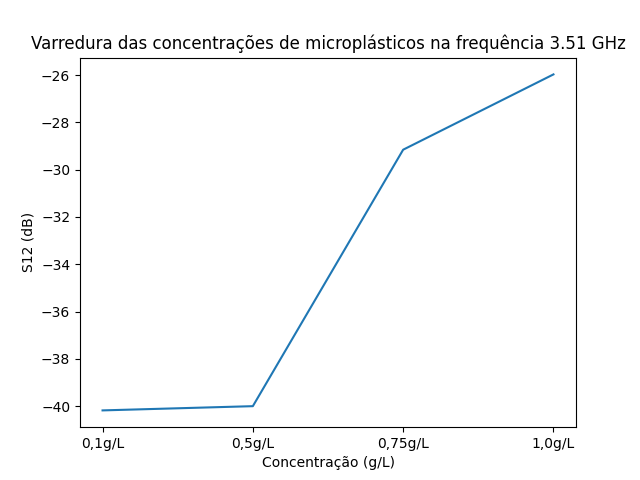 Varredura das concentrações de microplásticos na frequência 3.51 GHz
−26
−28
−30
−32
−34
−36
−38
−40
S12 (dB)
0,1g/L 0,5g/L 0,75g/L 1,0g/L
Concentração (g/L)